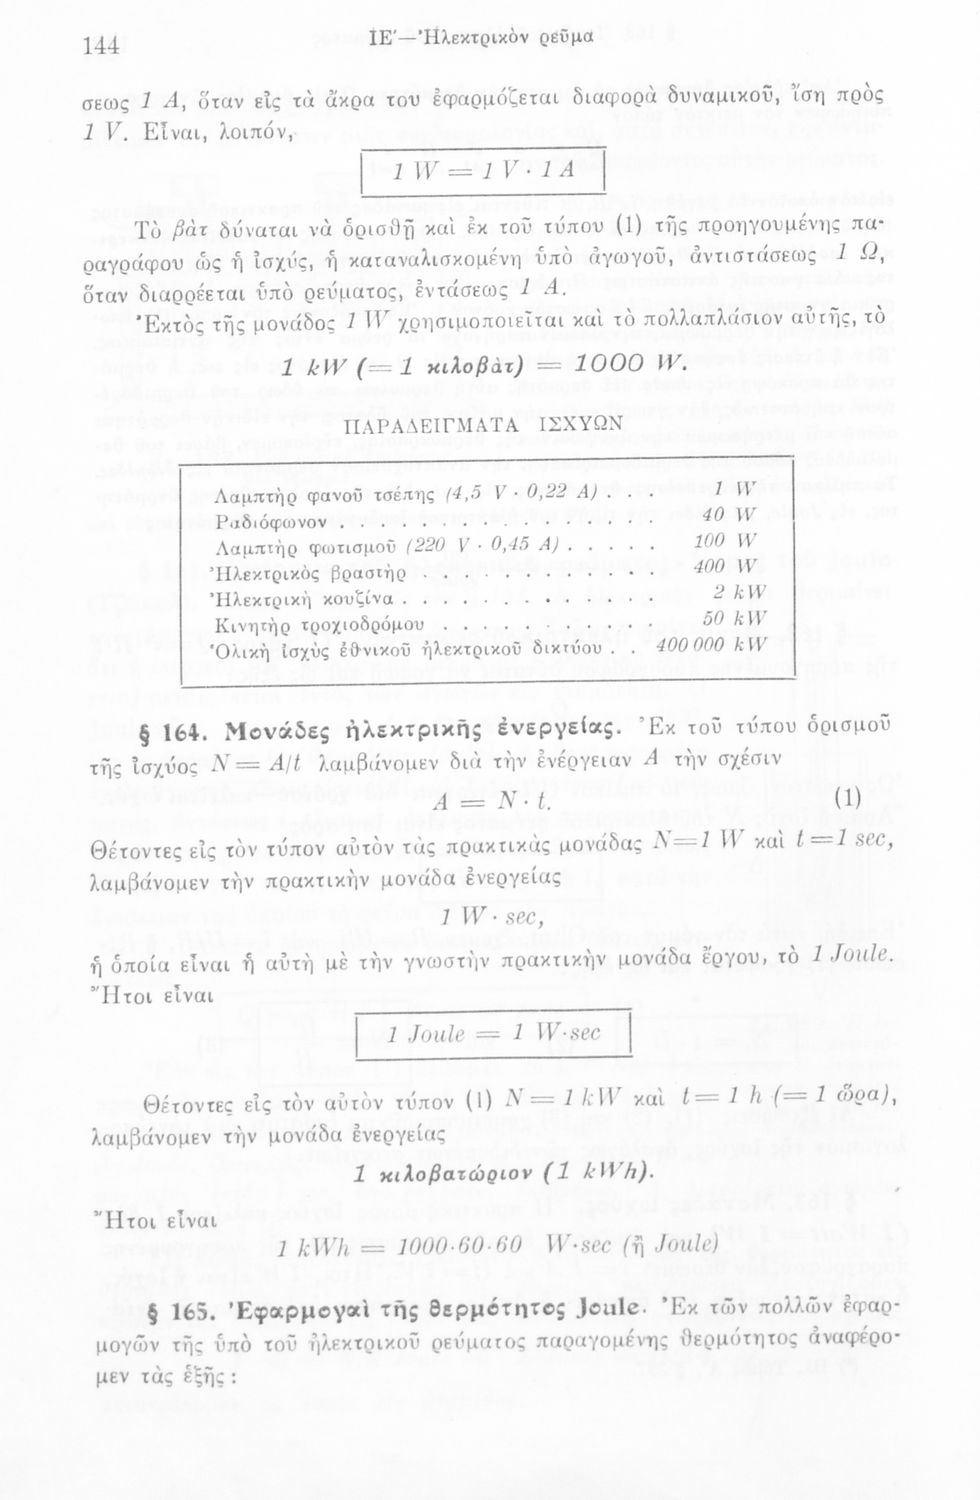 144
ΙΕ′—Ἠλεκτρικὸν ρεῦμα
σεως 1 A, ὅταν εἰς τὰ ἄκρα του ἐφαρμόζεται διαφορὰ δυναμικοῦ, ἴση πρὸς
1 V. Εἶναι, λοιπόν,
1 W = 1 V · 1 A
Τὸ βὰτ δύναται νὰ ὁρισθῇ καὶ ἐκ τοῦ τύπου (1) τῆς προηγουμένης πα-
ραγράφου ὡς ἡ ἰσχύς, ἡ καταναλισκομένη ὑπὸ ἀγωγοῦ, ἀντιστάσεως 1 Ω,
ὅταν διαρρέεται ὑπὸ ρεύματος, ἐντάσεως 1 A.
Ἐκτὸς τῆς μονάδος 1 W χρησιμοποιεῖται καὶ τὸ πολλαπλάσιον αὐτῆς, τὸ
1 kW (= 1 κιλοβὰτ) = 1000 W.
ΠΑΡΑΔΕΙΓΜΑΤΑ ΙΣΧΥΩΝ
Λαμπτὴρ φανοῦ τσέπης (4,5 V · 0,22 A) . . . 1 W
Ραδιόφωνον . . . . . . . . . . . . . 40 W
Λαμπτὴρ φωτισμοῦ (220 V · 0,45 A) . . . . . 100 W
Ἠλεκτρικὸς βραστὴρ . . . . . . . . . . . 400 W
Ἠλεκτρικὴ κουζίνα . . . . . . . . . . . . 2 kW
Κινητὴρ τροχιοδρόμου . . . . . . . . . . 50 kW
Ὁλικὴ ἰσχὺς ἐθνικοῦ ἠλεκτρικοῦ δικτύου . . 400 000 kW
§ 164. Μονάδες ἠλεκτρικῆς ἐνεργείας. Ἐκ τοῦ τύπου ὁρισμοῦ
τῆς ἰσχύος N = A/t λαμβάνομεν διὰ τὴν ἐνέργειαν A τὴν σχέσιν
A = N · t. (1)
Θέτοντες εἰς τὸν τύπον αὐτὸν τὰς πρακτικὰς μονάδας N = 1 W καὶ t = 1 sec,
λαμβάνομεν τὴν πρακτικὴν μονάδα ἐνεργείας
1 W · sec,
ἡ ὁποία εἶναι ἡ αὐτὴ μὲ τὴν γνωστὴν πρακτικὴν μονάδα ἔργου, τὸ 1 Joule.
Ἤτοι εἶναι
1 Joule = 1 W·sec
Θέτοντες εἰς τὸν αὐτὸν τύπον (1) N = 1 kW καὶ t = 1 h (= 1 ὥρα),
λαμβάνομεν τὴν μονάδα ἐνεργείας
1 κιλοβατώριον (1 kWh).
Ἤτοι εἶναι
1 kWh = 1000·60·60 W·sec (ἢ Joule)
§ 165. Ἐφαρμογαὶ τῆς θερμότητος Joule. Ἐκ τῶν πολλῶν ἐφαρ-
μογῶν τῆς ὑπὸ τοῦ ἠλεκτρικοῦ ρεύματος παραγομένης θερμότητος ἀναφέρο-
μεν τὰς ἑξῆς :